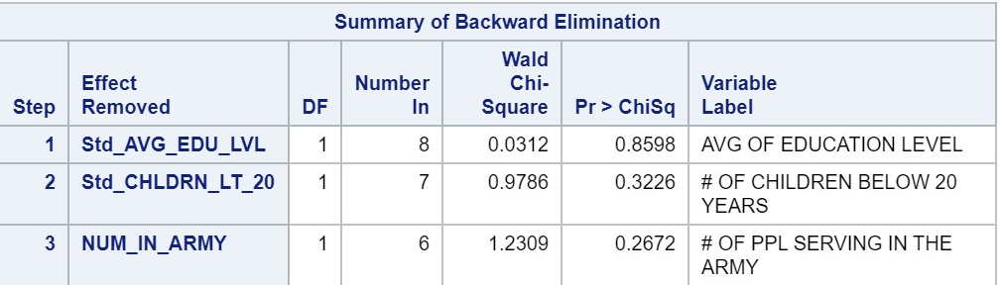 Summary of Backward Elimination
Step Effect Removed DF Number In Wald Chi-Square Pr > ChiSq Variable Label
1 Std_AVG_EDU_LVL 1 8 0.0312 0.8598 AVG OF EDUCATION LEVEL
2 Std_CHLDRN_LT_20 1 7 0.9786 0.3226 # OF CHILDREN BELOW 20
YEARS
3 NUM_IN_ARMY 1 6 1.2309 0.2672 # OF PPL SERVING IN THE
ARMY